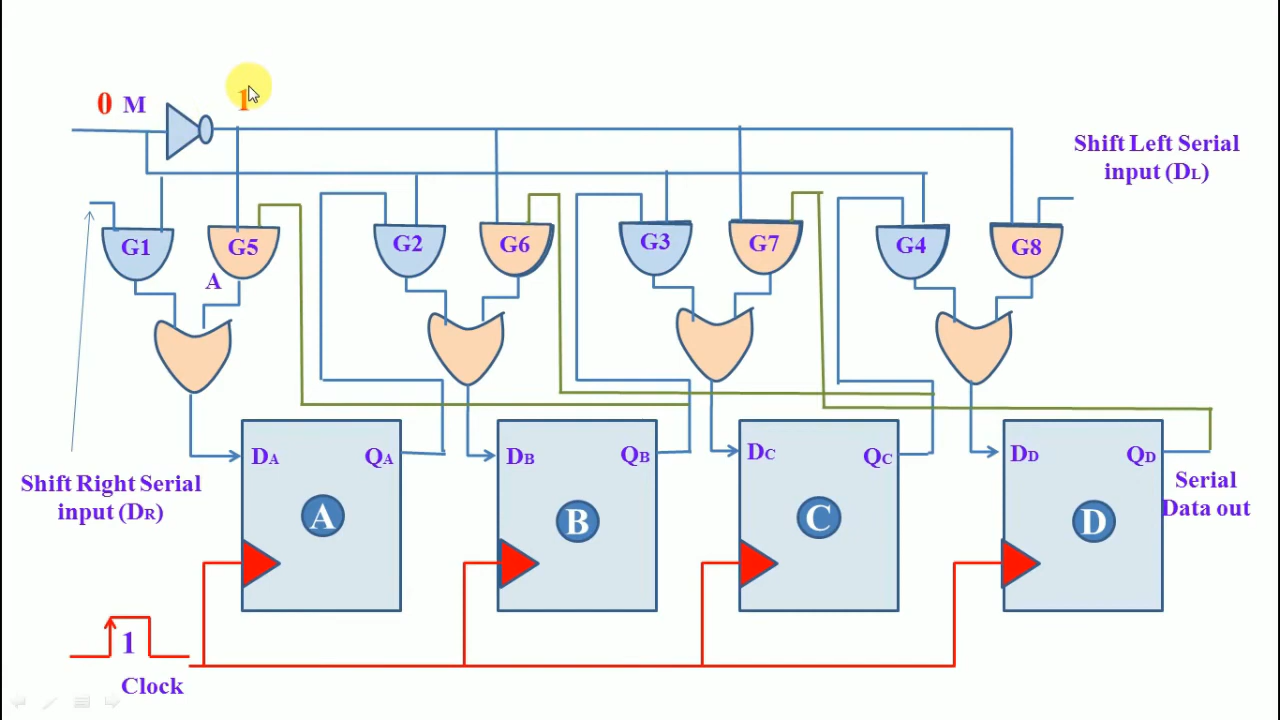 0 M
1
Shift Left Serial
input (DL)
G1
G5
G2
G6
G3
G7
G4
G8
A
DA
QA
DB
QB
DC
QC
DD
QD
Shift Right Serial
input (DR)
Serial
Data out
A
B
C
D
1
Clock